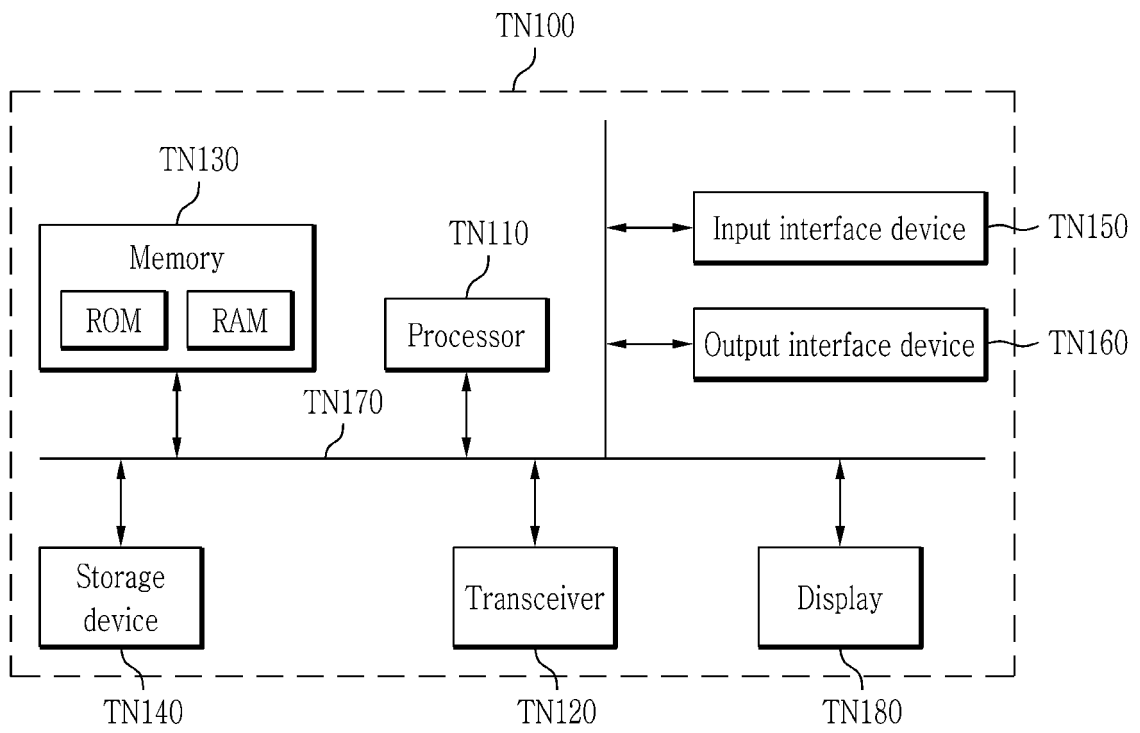 TN100
TN130
Memory
ROM
RAM
TN110
Processor
Input interface device
TN150
Output interface device
TN160
TN170
Storage
device
TN140
Transceiver
TN120
Display
TN180